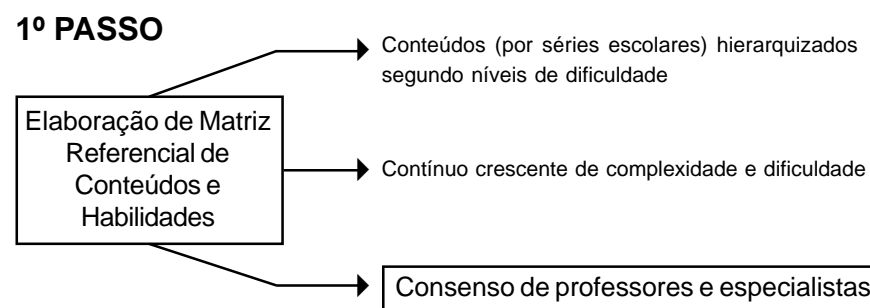 1º PASSO
Conteúdos (por séries escolares) hierarquizados
segundo níveis de dificuldade
Elaboração de Matriz
Referencial de
Conteúdos e
Habilidades
Contínuo crescente de complexidade e dificuldade
Consenso de professores e especialistas